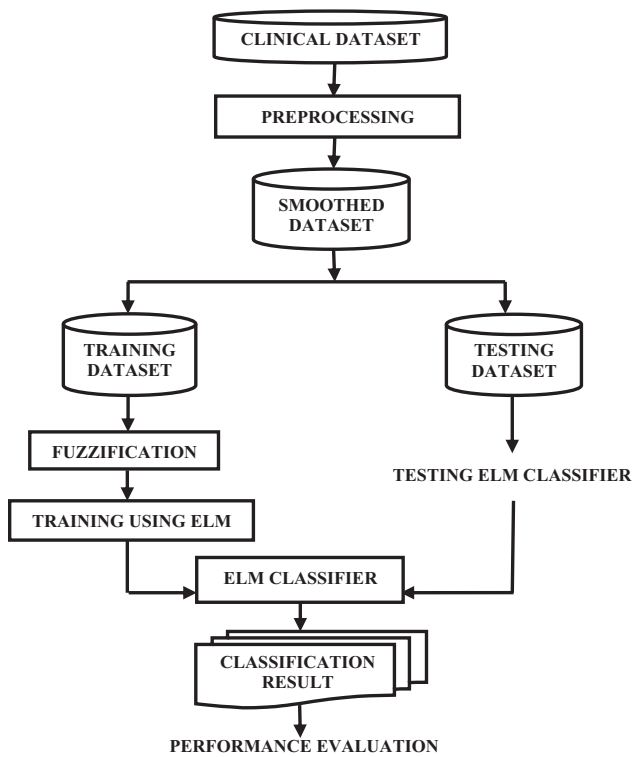 CLINICAL DATASET
PREPROCESSING
SMOOTHED
DATASET
TRAINING
DATASET
TESTING
DATASET
FUZZIFICATION
TESTING ELM CLASSIFIER
TRAINING USING ELM
ELM CLASSIFIER
CLASSIFICATION
RESULT
PERFORMANCE EVALUATION